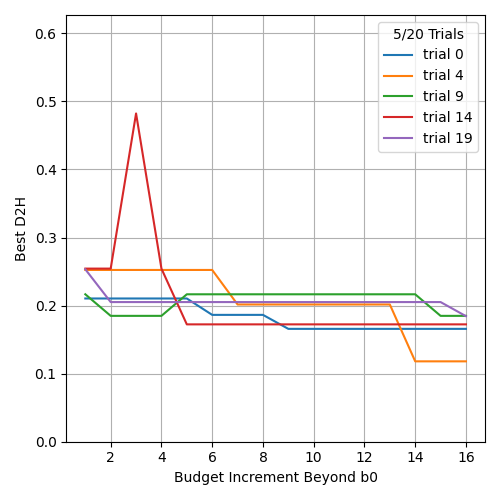 5/20 Trials
trial 0
trial 4
trial 9
trial 14
trial 19
0.6
0.5
0.4
0.3
0.2
0.1
0.0
Best D2H
2 4 6 8 10 12 14 16
Budget Increment Beyond b0